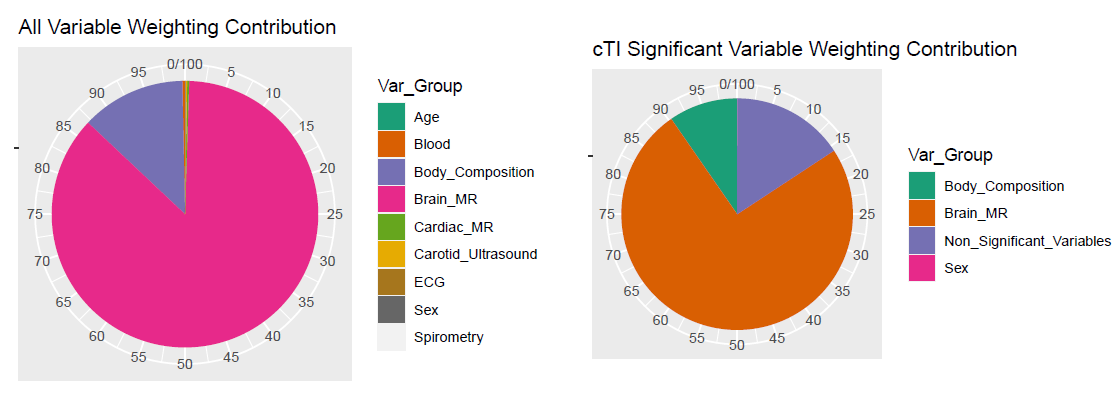 All Variable Weighting Contribution
0/100
5
10
15
20
25
30
35
40
45
50
55
60
65
70
75
80
85
90
95
Var_Group
Age
Blood
Body_Composition
Brain_MR
Cardiac_MR
Carotid_Ultrasound
ECG
Sex
Spirometry
cTI Significant Variable Weighting Contribution
0/100
5
10
15
20
25
30
35
40
45
50
55
60
65
70
75
80
85
90
95
Var_Group
Body_Composition
Brain_MR
Non_Significant_Variables
Sex